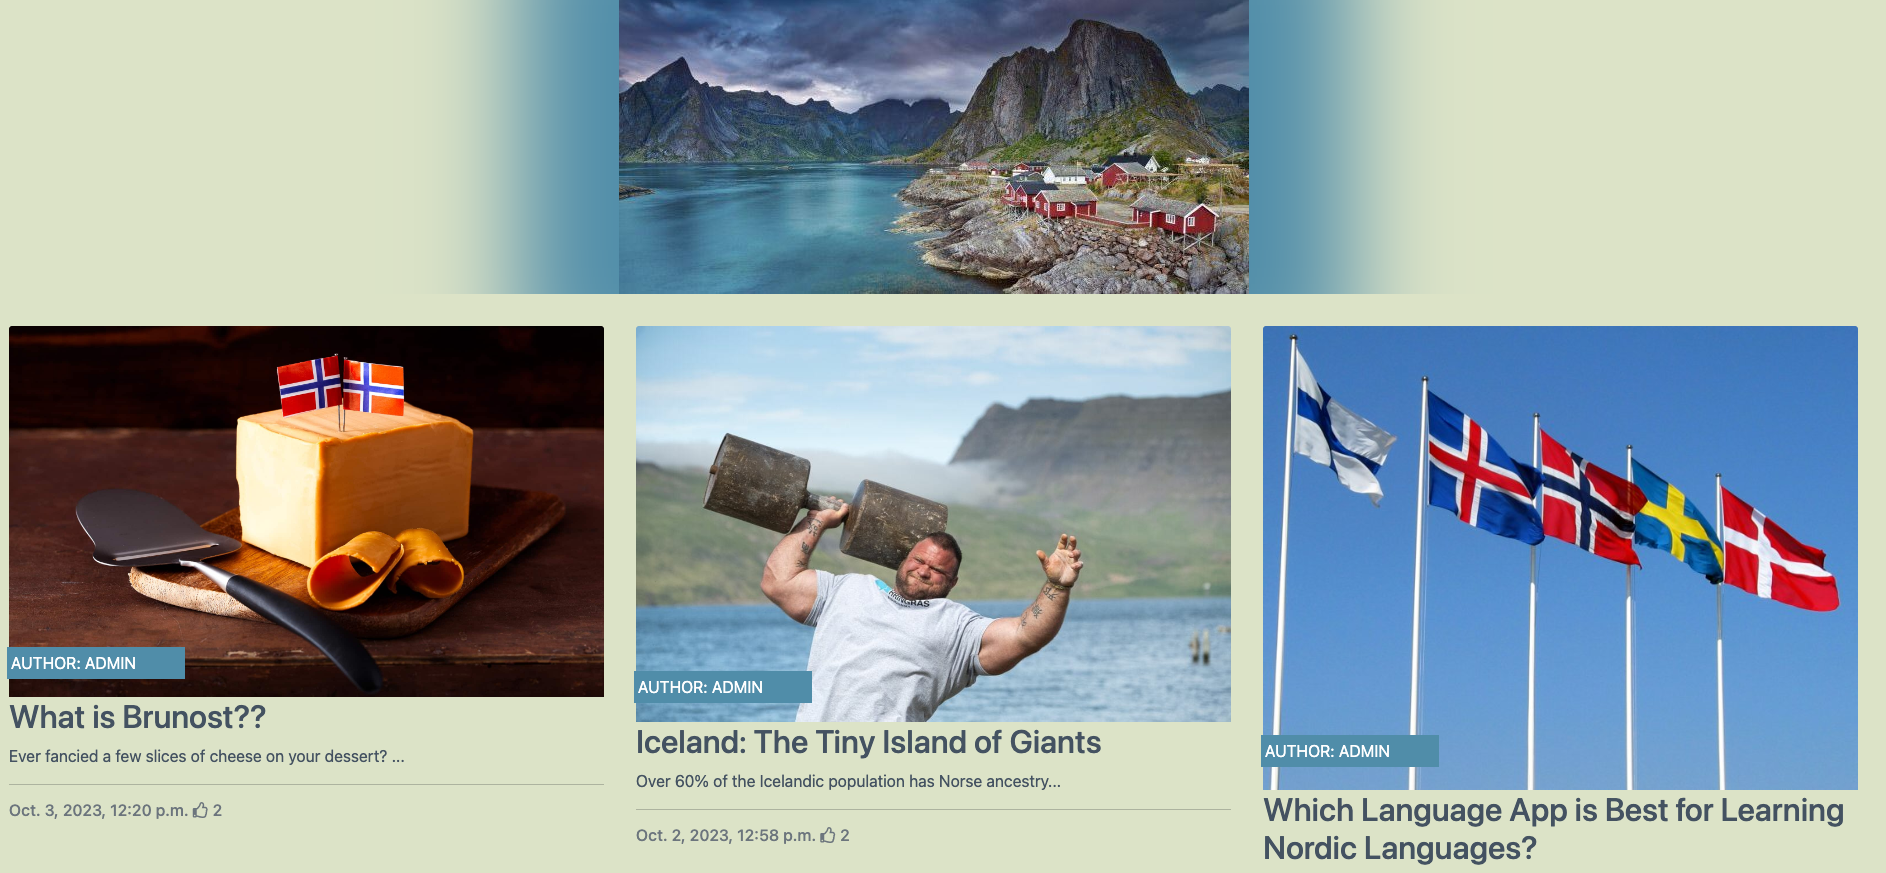 AUTHOR: ADMIN
What is Brunost??
Ever fancied a few slices of cheese on your dessert? ...
Oct. 3, 2023, 12:20 p.m. 2
AUTHOR: ADMIN
Iceland: The Tiny Island of Giants
Over 60% of the Icelandic population has Norse ancestry...
Oct. 2, 2023, 12:58 p.m. 2
AUTHOR: ADMIN
Which Language App is Best for Learning
Nordic Languages?